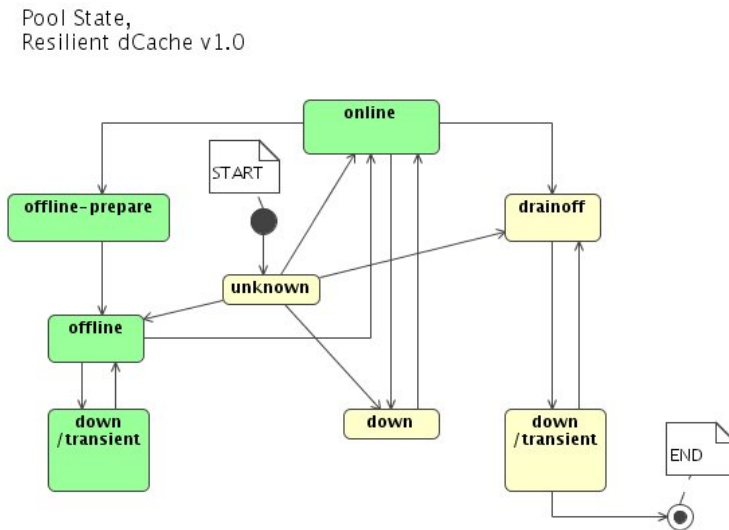 Pool State,
Resilient dCache v1.0
online
START
offline-prepare
drainoff
unknown
offline
down
/transient
down
down
/transient
END